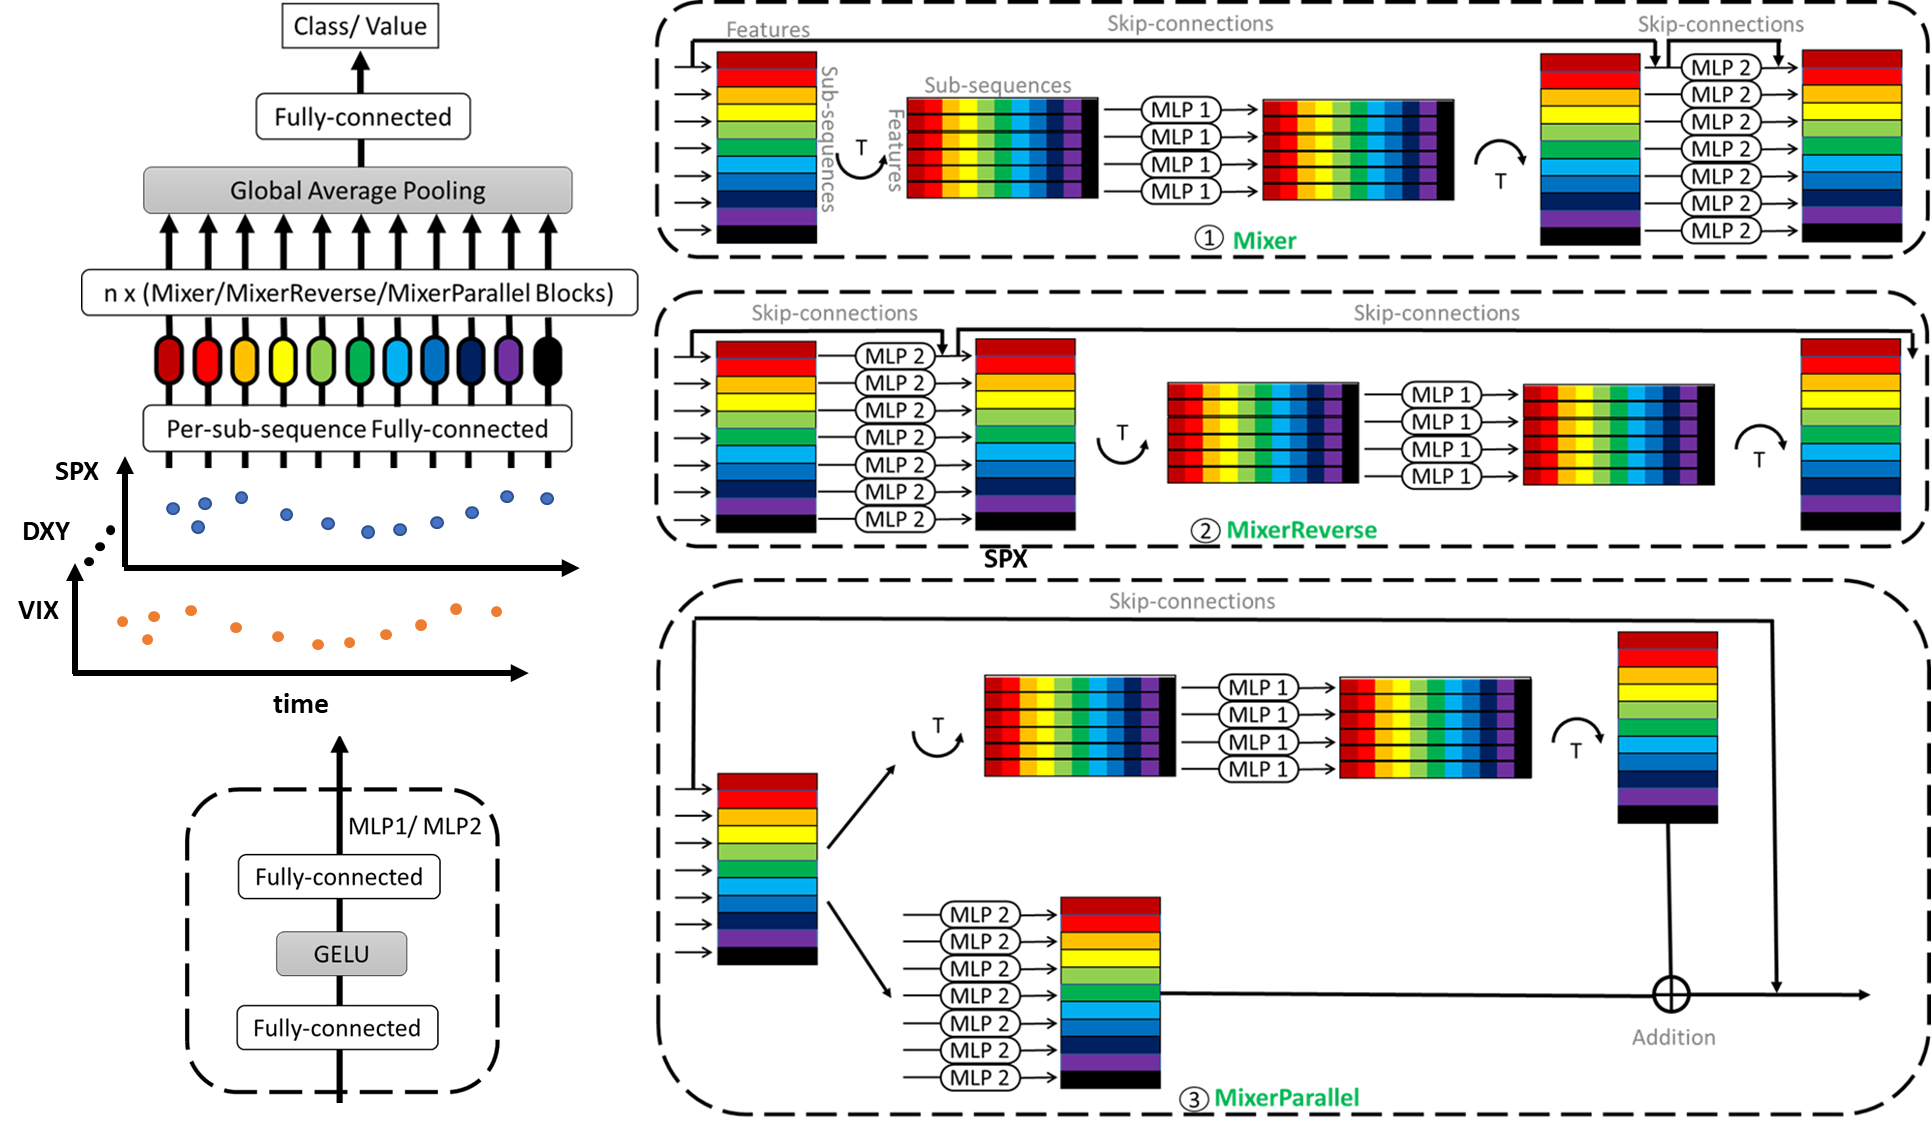 Class/ Value
Fully-connected
Global Average Pooling
n x (Mixer/MixerReverse/MixerParallel Blocks)
Per-sub-sequence Fully-connected
SPX
DXY
VIX
time
MLP1/ MLP2
Fully-connected
GELU
Fully-connected
Features
Skip-connections
Skip-connections
Sub-sequences
Sub-sequences
Features
T
MLP 1
MLP 1
MLP 1
MLP 1
T
MLP 2
MLP 2
MLP 2
MLP 2
MLP 2
MLP 2
MLP 2
1 Mixer
Skip-connections
Skip-connections
MLP 2
MLP 2
MLP 2
MLP 2
MLP 2
MLP 2
MLP 2
T
MLP 1
MLP 1
MLP 1
MLP 1
T
2 MixerReverse
SPX
Skip-connections
T
MLP 1
MLP 1
MLP 1
MLP 1
T
MLP 2
MLP 2
MLP 2
MLP 2
MLP 2
MLP 2
MLP 2
Addition
3 MixerParallel